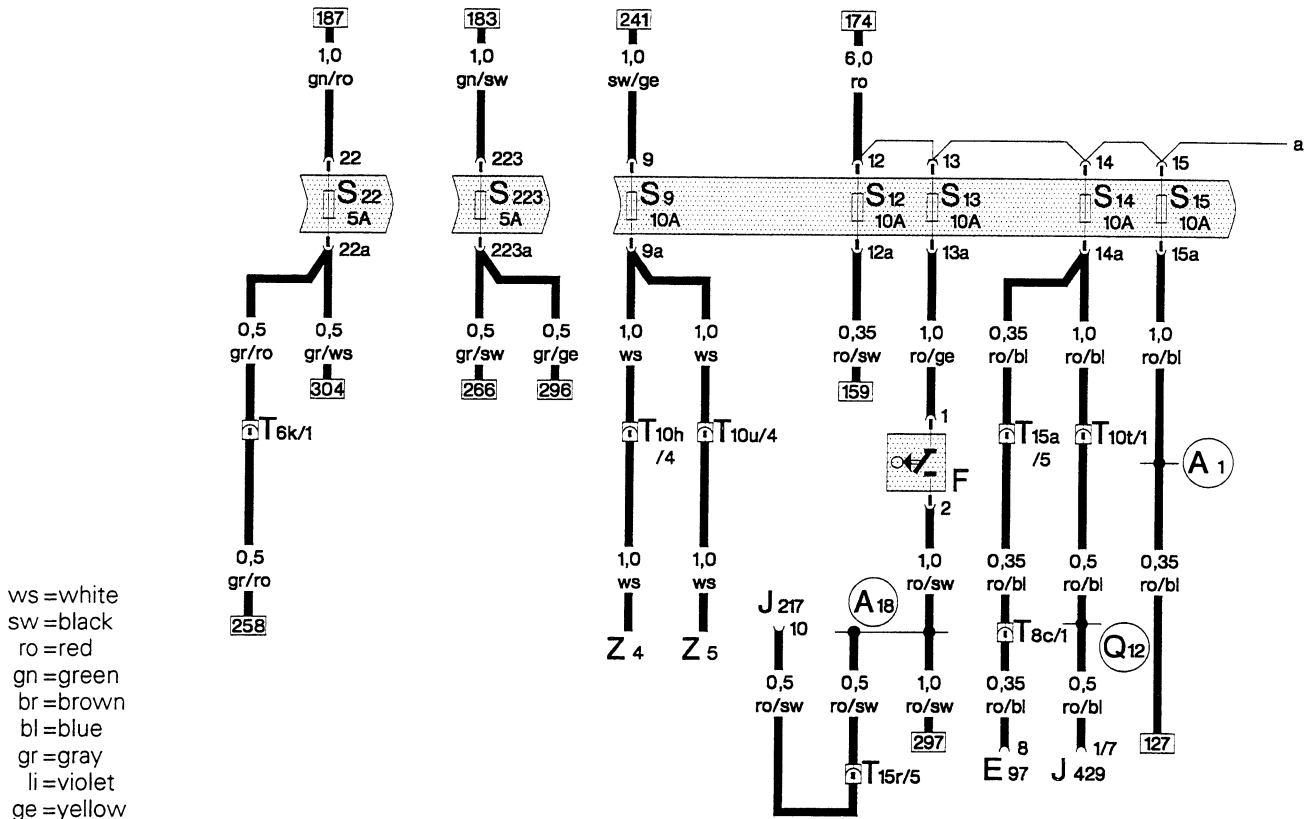 187 183 241 174
1,0 1,0 1,0 6,0
gn/ro gn/sw sw/ge ro
a
22 223 9 12 13 14 15
S22 S223 S9 S12 S13 S14 S15
5A 5A 10A 10A 10A 10A 10A
22a 223a 9a 12a 13a 14a 15a
0,5 0,5 0,5 0,5 1,0 1,0 0,35 1,0 0,35 1,0 1,0
gr/ro gr/ws gr/sw gr/ge ws ws ro/sw ro/ge ro/bl ro/bl ro/bl
304 266 296 159
1
T6k/1 T10h T10u/4 T15a T10t/1
/4 /5
A1
F
2
0,5 1,0 1,0 1,0 0,35 0,5 0,35
gr/ro ws ws ro/sw ro/bl ro/bl ro/bl
258
J217 A18
10
T8c/1
Z4 Z5
Q12
0,5 0,5 1,0 0,35 0,5
ro/sw ro/sw ro/sw ro/bl ro/bl
297 8 1/7 127
E97 J429
T15r/5
ws=white
sw=black
ro=red
gn=green
br=brown
bl=blue
gr=gray
li=violet
ge=yellow